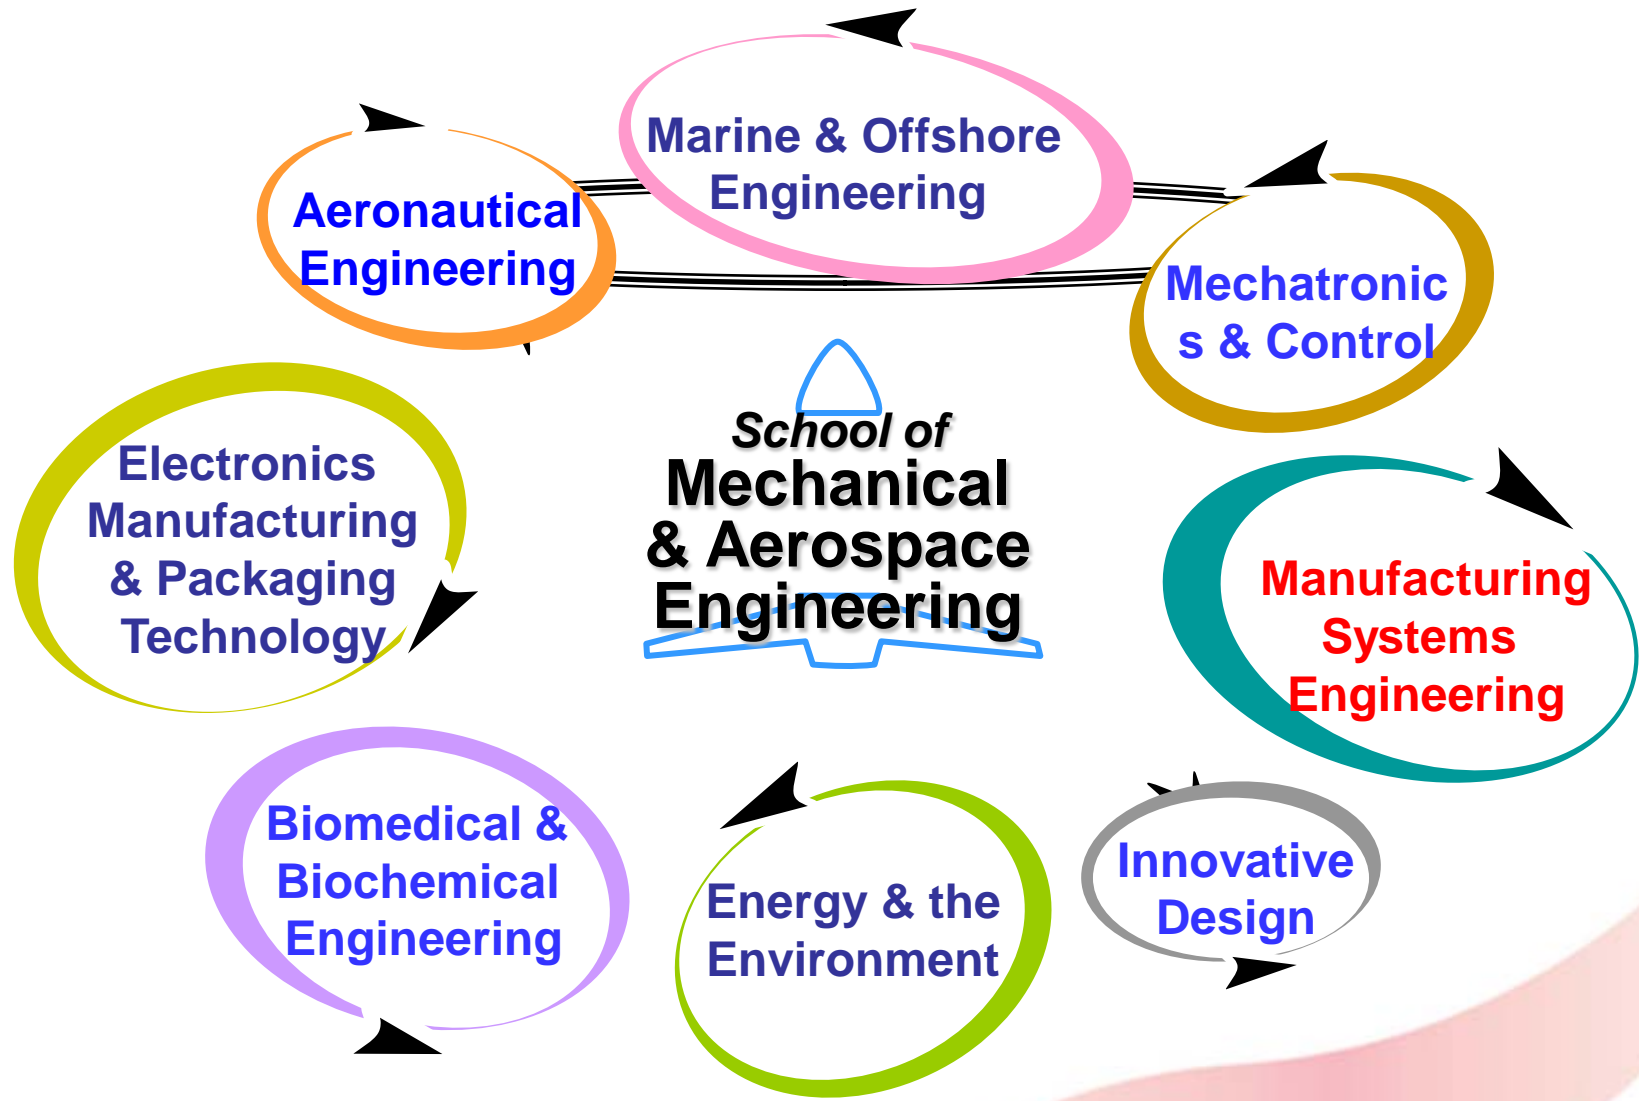 Marine & Offshore
Engineering
Aeronautical
Engineering
Mechatronic
s & Control
School of
Mechanical
& Aerospace
Engineering
Electronics
Manufacturing
& Packaging
Technology
Manufacturing
Systems
Engineering
Biomedical &
Biochemical
Engineering
Energy & the
Environment
Innovative
Design